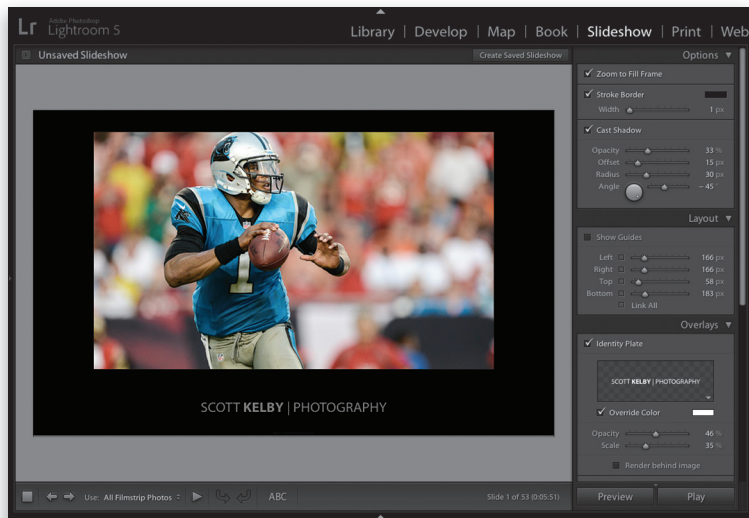 Lr Adobe Photoshop
Lightroom 5
Library | Develop | Map | Book | Slideshow | Print | Web
Unsaved Slideshow
Create Saved Slideshow
Options
Zoom to Fill Frame
Stroke Border
Width 1 px
Cast Shadow
Opacity 33 %
Offset 15 px
Radius 30 px
Angle – 45 °
Layout
Show Guides
Left 166 px
Right 166 px
Top 58 px
Bottom 183 px
Link All
Overlays
Identity Plate
SCOTT KELBY | PHOTOGRAPHY
Override Color
Opacity 46 %
Scale 35 %
Render behind image
1
SCOTT KELBY | PHOTOGRAPHY
Use: All Filmstrip Photos
ABC
Slide 1 of 53 (0:05:51)
Preview
Play